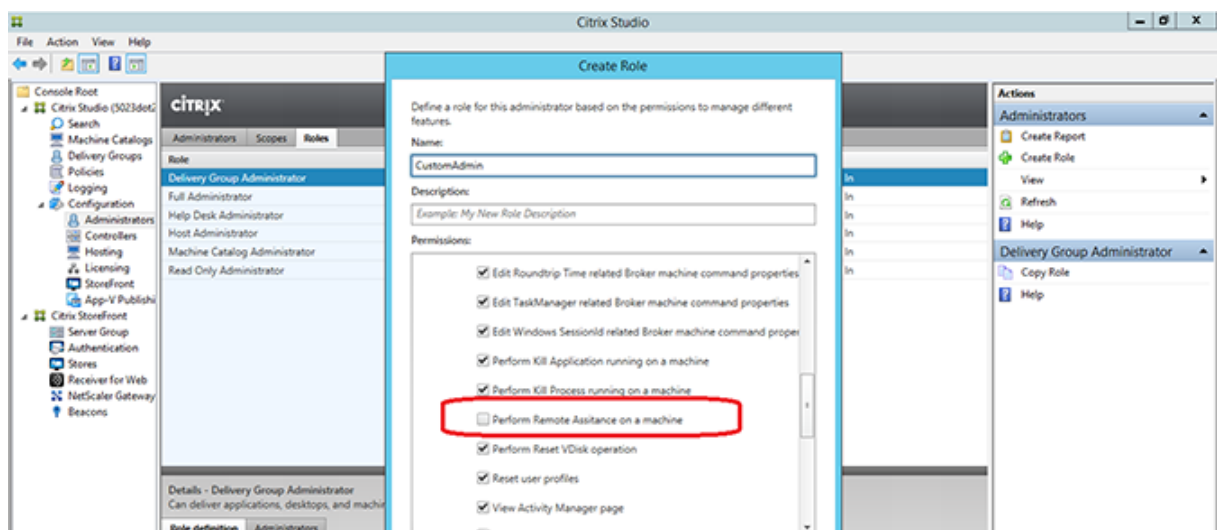 Citrix Studio
File Action View Help
Create Role
Console Root
Citrix Studio (5023det2
Search
Machine Catalogs
Delivery Groups
Policies
Logging
Configuration
Administrators
Controllers
Hosting
Licensing
StoreFront
App-V Publishi
Citrix StoreFront
Server Group
Authentication
Stores
Receiver for Web
NetScaler Gateway
Beacons
CITRIX
Administrators Scopes Roles
Role
Delivery Group Administrator
Full Administrator
Help Desk Administrator
Host Administrator
Machine Catalog Administrator
Read Only Administrator
Details - Delivery Group Administrator
Can deliver applications, desktops, and machin
Role definition Administrators
Define a role for this administrator based on the permissions to manage different
features.
Name:
CustomAdmin
Description:
Example: My New Role Description
Permissions:
Edit Roundtrip Time related Broker machine command properties
Edit TaskManager related Broker machine command properties
Edit Windows SessionId related Broker machine command proper
Perform Kill Application running on a machine
Perform Kill Process running on a machine
Perform Remote Assitance on a machine
Perform Reset VDisk operation
Reset user profiles
View Activity Manager page
In
In
In
In
In
In
Actions
Administrators
Create Report
Create Role
View
Refresh
Help
Delivery Group Administrator
Copy Role
Help